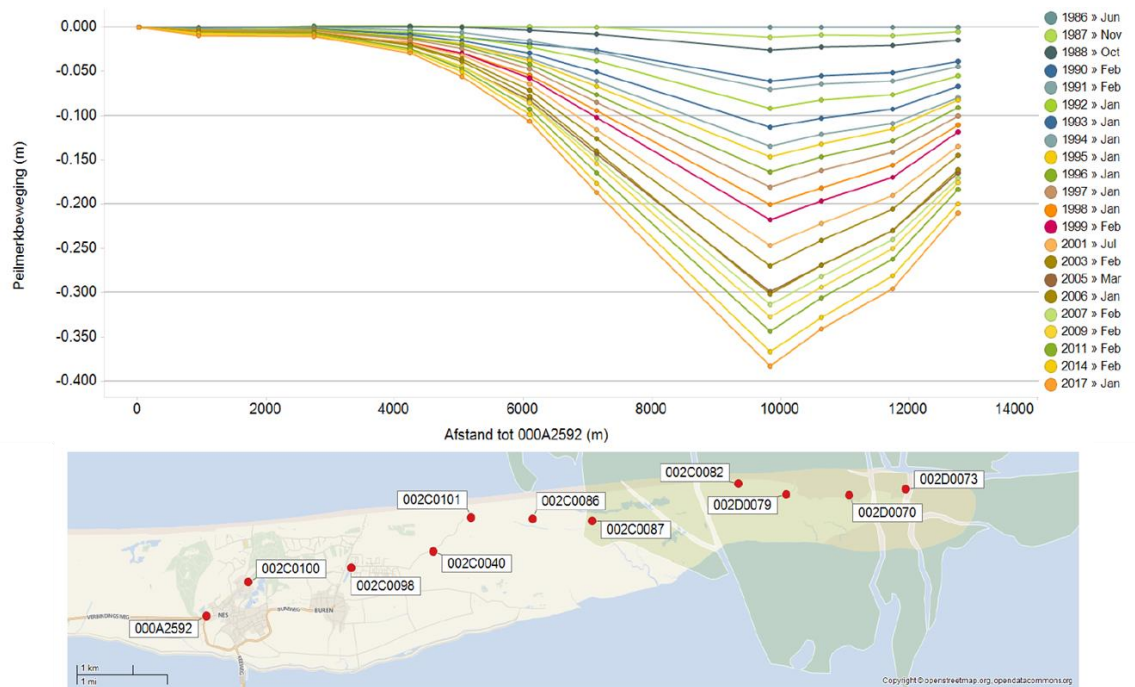 0.000
-0.050
-0.100
-0.150
-0.200
-0.250
-0.300
-0.350
-0.400
Peilmerkbeweging (m)
0 2000 4000 6000 8000 10000 12000 14000
Afstand tot 000A2592 (m)
1986 » Jun
1987 » Nov
1988 » Oct
1990 » Feb
1991 » Feb
1992 » Jan
1993 » Jan
1994 » Jan
1995 » Jan
1996 » Jan
1997 » Jan
1998 » Jan
1999 » Feb
2001 » Jul
2003 » Feb
2005 » Mar
2006 » Jan
2007 » Feb
2009 » Feb
2011 » Feb
2014 » Feb
2017 » Jan
002C0082
002D0073
002C0101
002C0086
002D0079
002D0070
002C0087
002C0040
002C0100
002C0098
NES
BUREN
000A2592
1 km
1 mi
Copyright © openstreetmap.org, opendatacommons.org